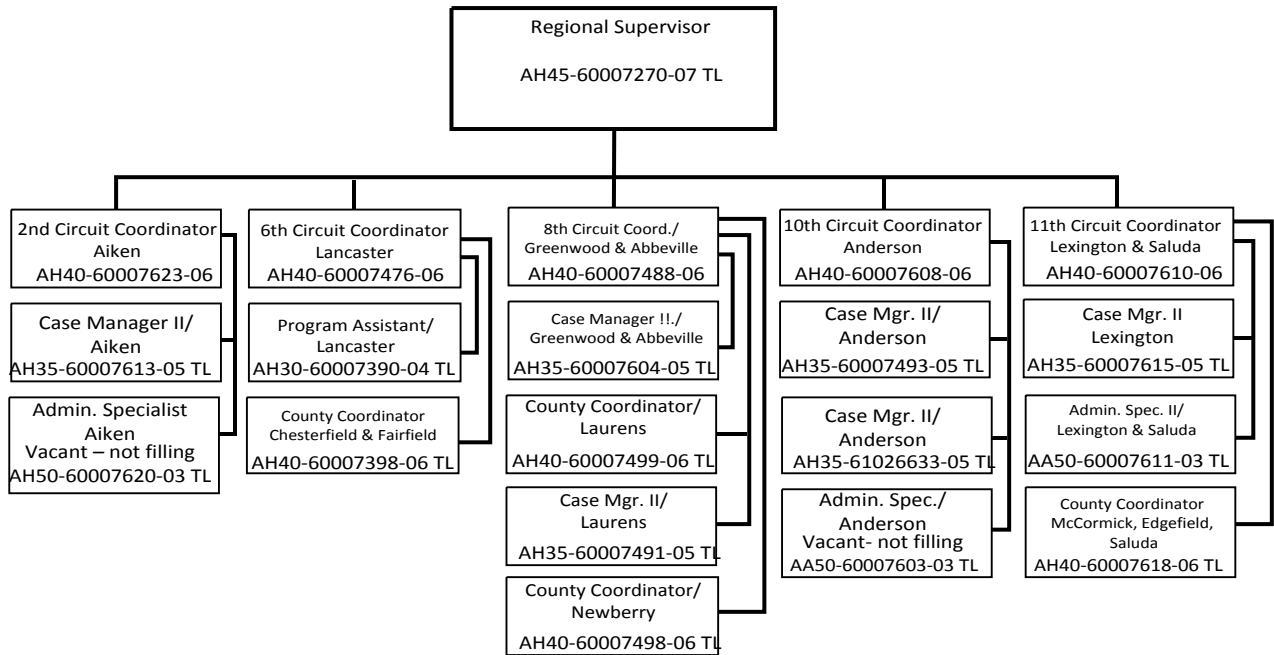 Regional Supervisor
AH45-60007270-07 TL
2nd Circuit Coordinator
Aiken
AH40-60007623-06
Case Manager II/
Aiken
AH35-60007613-05 TL
Admin. Specialist
Aiken
Vacant – not filling
AH50-60007620-03 TL
6th Circuit Coordinator
Lancaster
AH40-60007476-06
Program Assistant/
Lancaster
AH30-60007390-04 TL
County Coordinator
Chesterfield & Fairfield
AH40-60007398-06 TL
8th Circuit Coord./
Greenwood & Abbeville
AH40-60007488-06
Case Manager !!./
Greenwood & Abbeville
AH35-60007604-05 TL
County Coordinator/
Laurens
AH40-60007499-06 TL
Case Mgr. II/
Laurens
AH35-60007491-05 TL
County Coordinator/
Newberry
AH40-60007498-06 TL
10th Circuit Coordinator
Anderson
AH40-60007608-06
Case Mgr. II/
Anderson
AH35-60007493-05 TL
Case Mgr. II/
Anderson
AH35-61026633-05 TL
Admin. Spec./
Anderson
Vacant- not filling
AA50-60007603-03 TL
11th Circuit Coordinator
Lexington & Saluda
AH40-60007610-06
Case Mgr. II
Lexington
AH35-60007615-05 TL
Admin. Spec. II/
Lexington & Saluda
AA50-60007611-03 TL
County Coordinator
McCormick, Edgefield,
Saluda
AH40-60007618-06 TL